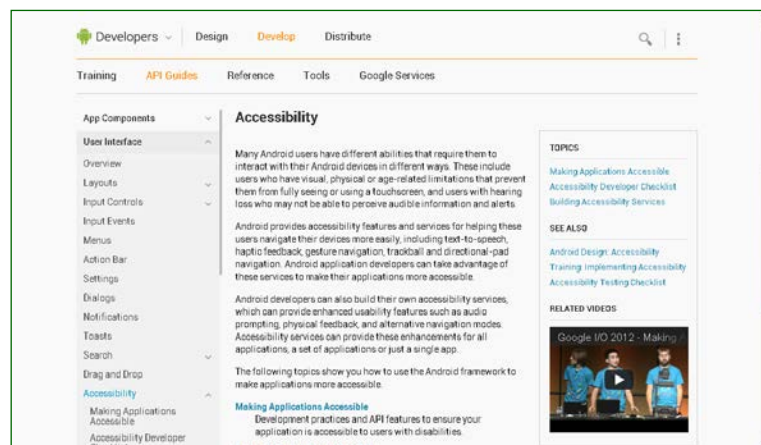 Developers
Design
Develop
Distribute
Training
API Guides
Reference
Tools
Google Services
App Components
User Interface
Overview
Layouts
Input Controls
Input Events
Menus
Action Bar
Settings
Dialogs
Notifications
Toasts
Search
Drag and Drop
Accessibility
Making Applications
Accessible
Accessibility Developer
Accessibility
Many Android users have different abilities that require them to
interact with their Android devices in different ways. These include
users who have visual, physical or age-related limitations that prevent
them from fully seeing or using a touchscreen, and users with hearing
loss who may not be able to perceive audible information and alerts.
Android provides accessibility features and services for helping these
users navigate their devices more easily, including text-to-speech,
haptic feedback, gesture navigation, trackball and directional-pad
navigation. Android application developers can take advantage of
these services to make their applications more accessible.
Android developers can also build their own accessibility services,
which can provide enhanced usability features such as audio
prompting, physical feedback, and alternative navigation modes.
Accessibility services can provide these enhancements for all
applications, a set of applications or just a single app.
The following topics show you how to use the Android framework to
make applications more accessible.
Making Applications Accessible
Development practices and API features to ensure your
application is accessible to users with disabilities.
TOPICS
Making Applications Accessible
Accessibility Developer Checklist
Building Accessibility Services
SEE ALSO
Android Design: Accessibility
Training: Implementing Accessibility
Accessibility Testing Checklist
RELATED VIDEOS
Google I/O 2012 - Making